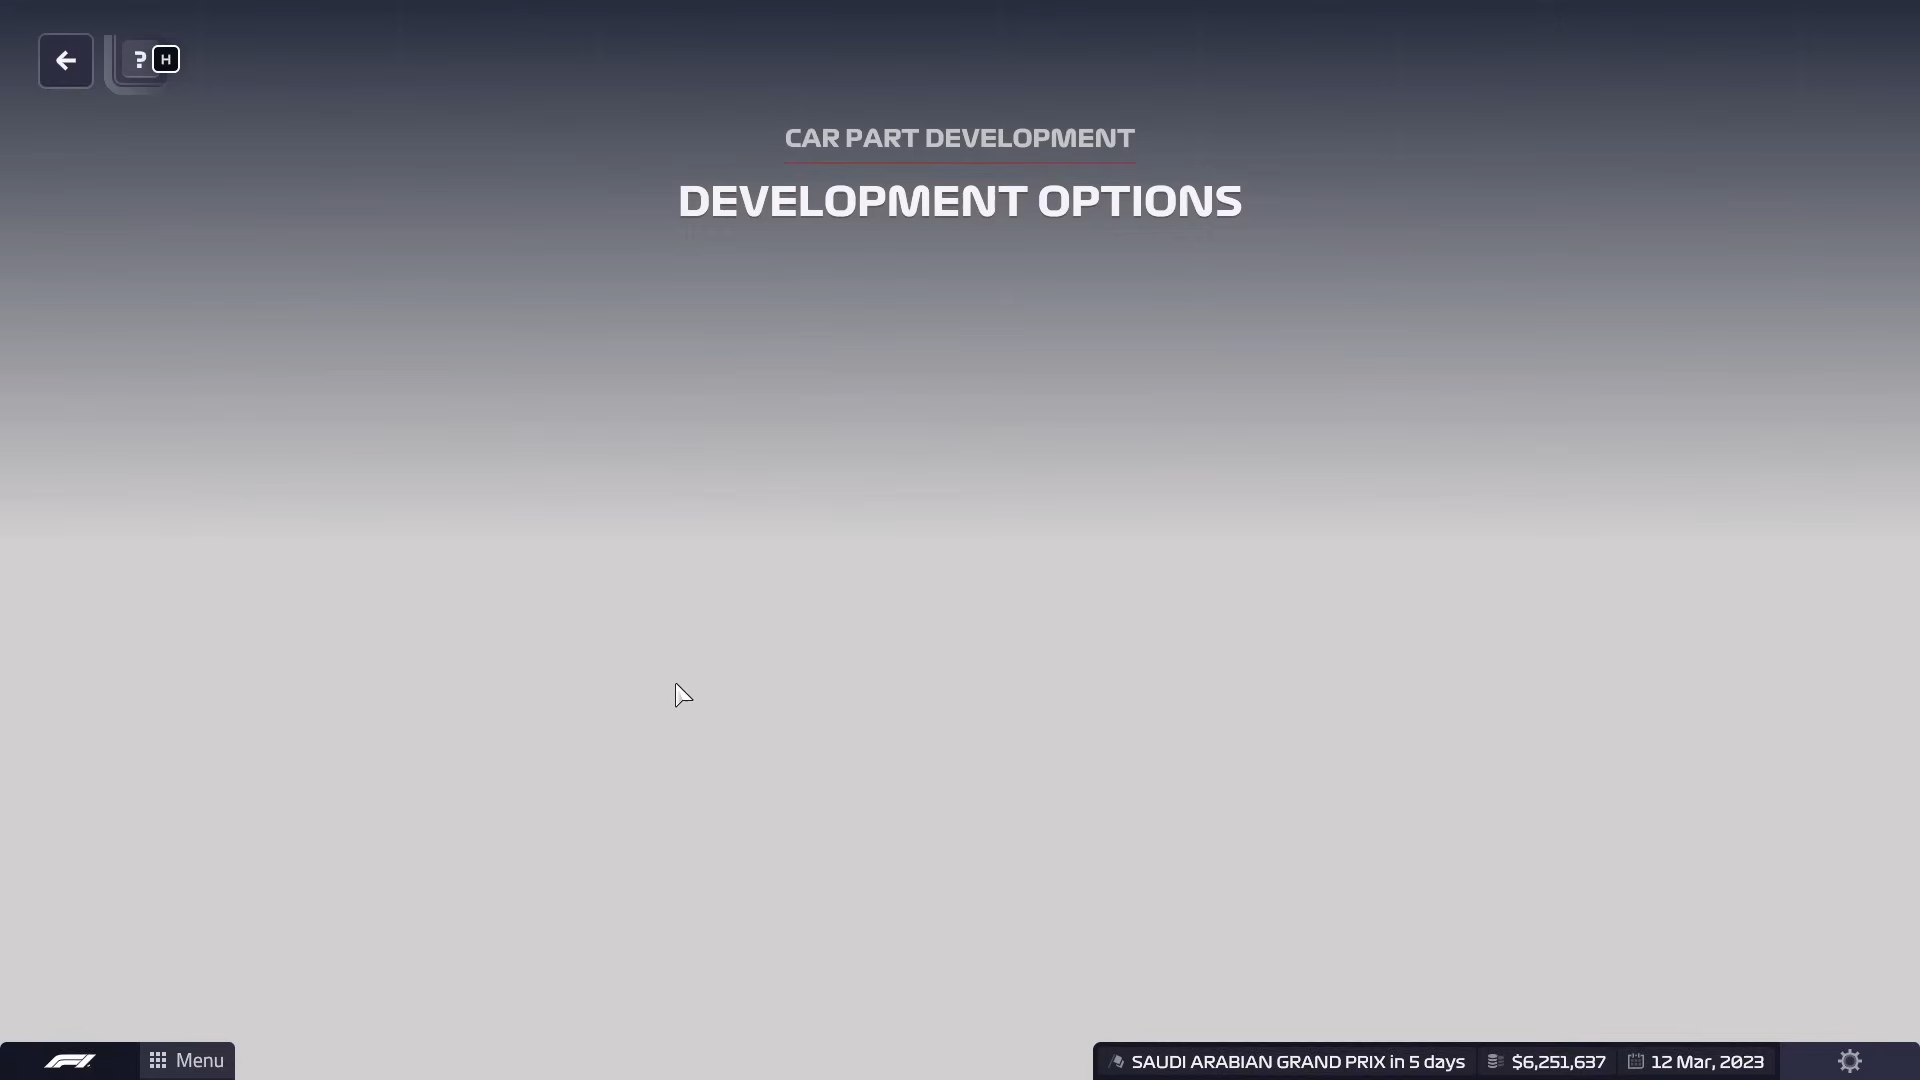 ? H
CAR PART DEVELOPMENT
DEVELOPMENT OPTIONS
Menu
SAUDI ARABIAN GRAND PRIX in 5 days
$6,251,637
12 Mar, 2023